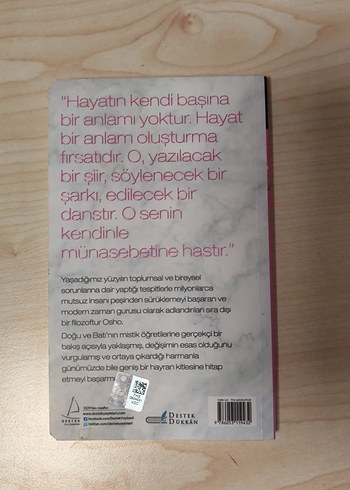 "Hayatın kendi başına
bir anlamı yoktur. Hayat
bir anlam oluşturma
fırsatıdır. O, yazılacak
bir şiir, söylenecek bir
şarkı, edilecek bir
danstır. O senin
kendinle
münasebetine hastır."
Yaşadığımız yüzyılın toplumsal ve bireysel
sorunlarına dair yaptığı tespitlerle milyonlarca
mutsuz insanı peşinden sürüklemeyi başaran ve
modern zaman gurusu olarak adlandırılan sıra dışı
bir filozoftur Osho.
Doğu ve Batı'nın mistik öğretilerine gerçekçi bir
bakış açısıyla yaklaşmış, değişimin esas olduğunu
vurgulamış ve ortaya çıkardığı harmanla
günümüzde bile geniş bir hayran kitlesine hitap
etmeyi başarmı
DESTEK
DÜKKÂN